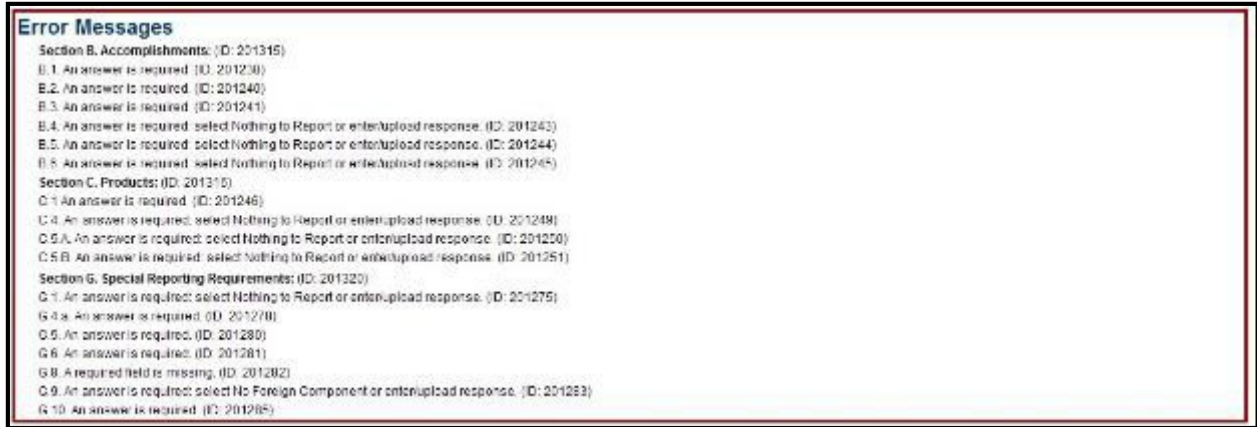 Error Messages
Section B. Accomplishments: (ID: 201315)
B.1. An answer is required. (ID: 201238)
B.2. An answer is required. (ID: 201240)
B.3. An answer is required. (ID: 201241)
B.4. An answer is required: select Nothing to Report or enter/upload response. (ID: 201243)
B.5. An answer is required: select Nothing to Report or enter/upload response. (ID: 201244)
B.6. An answer is required: select Nothing to Report or enter/upload response. (ID: 201245)
Section C. Products: (ID: 201316)
C.1 An answer is required. (ID: 201246)
C.4. An answer is required: select Nothing to Report or enter/upload response. (ID: 201249)
C.5.A. An answer is required: select Nothing to Report or enter/upload response. (ID: 201250)
C.5.B. An answer is required: select Nothing to Report or enter/upload response. (ID: 201251)
Section G. Special Reporting Requirements: (ID: 201320)
G.1. An answer is required: select Nothing to Report or enter/upload response. (ID: 201275)
G.4.a. An answer is required. (ID: 201278)
G.5. An answer is required. (ID: 201280)
G.6. An answer is required. (ID: 201281)
G.8. A required field is missing. (ID: 201282)
G.9. An answer is required: select No Foreign Component or enter/upload response. (ID: 201283)
G.10. An answer is required. (ID: 201285)